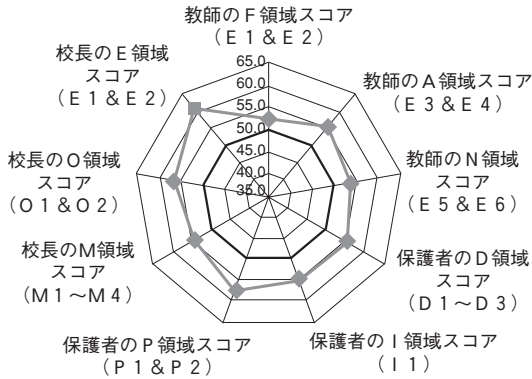 教師のＦ領域スコア
（Ｅ１＆Ｅ２）
校長のＥ領域
スコア
（Ｅ１＆Ｅ２）
教師のＡ領域スコア
（Ｅ３＆Ｅ４）
65.0
60.0
55.0
50.0
45.0
40.0
35.0
校長のＯ領域
スコア
（Ｏ１＆Ｏ２）
教師のＮ領域
スコア
（Ｅ５＆Ｅ６）
校長のＭ領域
スコア
（Ｍ１～Ｍ４）
保護者のＤ領域
スコア
（Ｄ１～Ｄ３）
保護者のＰ領域スコア
（Ｐ１＆Ｐ２）
保護者のＩ領域スコア
（Ｉ１）